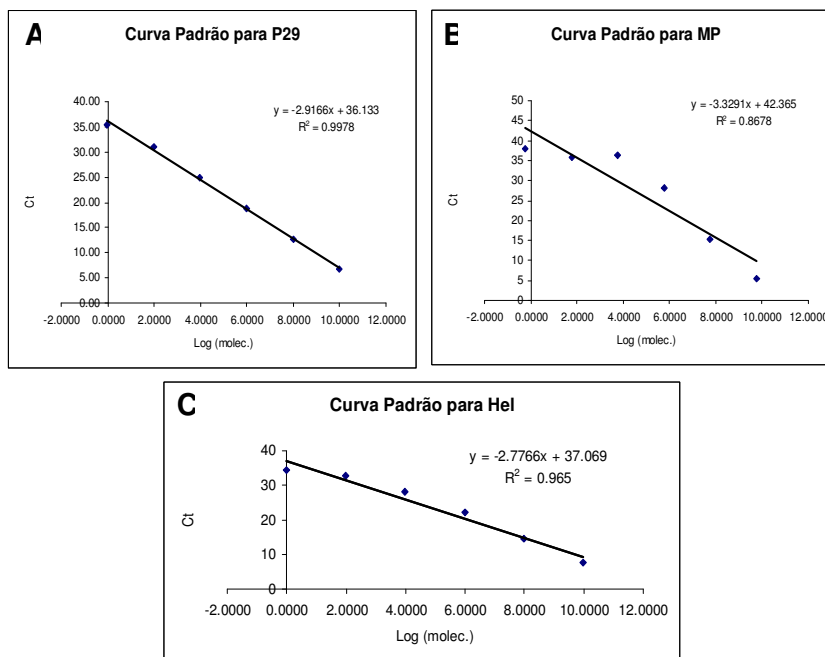 A
Curva Padrão para P29
y = -2.9166x + 36.133
R² = 0.9978
40.00
35.00
30.00
25.00
20.00
15.00
10.00
5.00
0.00
Ct
-2.0000 0.0000 2.0000 4.0000 6.0000 8.0000 10.0000 12.0000
Log (molec.)
B
Curva Padrão para MP
y = -3.3291x + 42.365
R² = 0.8678
50
45
40
35
30
25
20
15
10
5
0
Ct
-2.0000 0.0000 2.0000 4.0000 6.0000 8.0000 10.0000 12.0000
Log (molec.)
C
Curva Padrão para Hel
y = -2.7766x + 37.069
R² = 0.965
40
30
20
10
0
Ct
-2.0000 0.0000 2.0000 4.0000 6.0000 8.0000 10.0000 12.0000
Log (molec.)